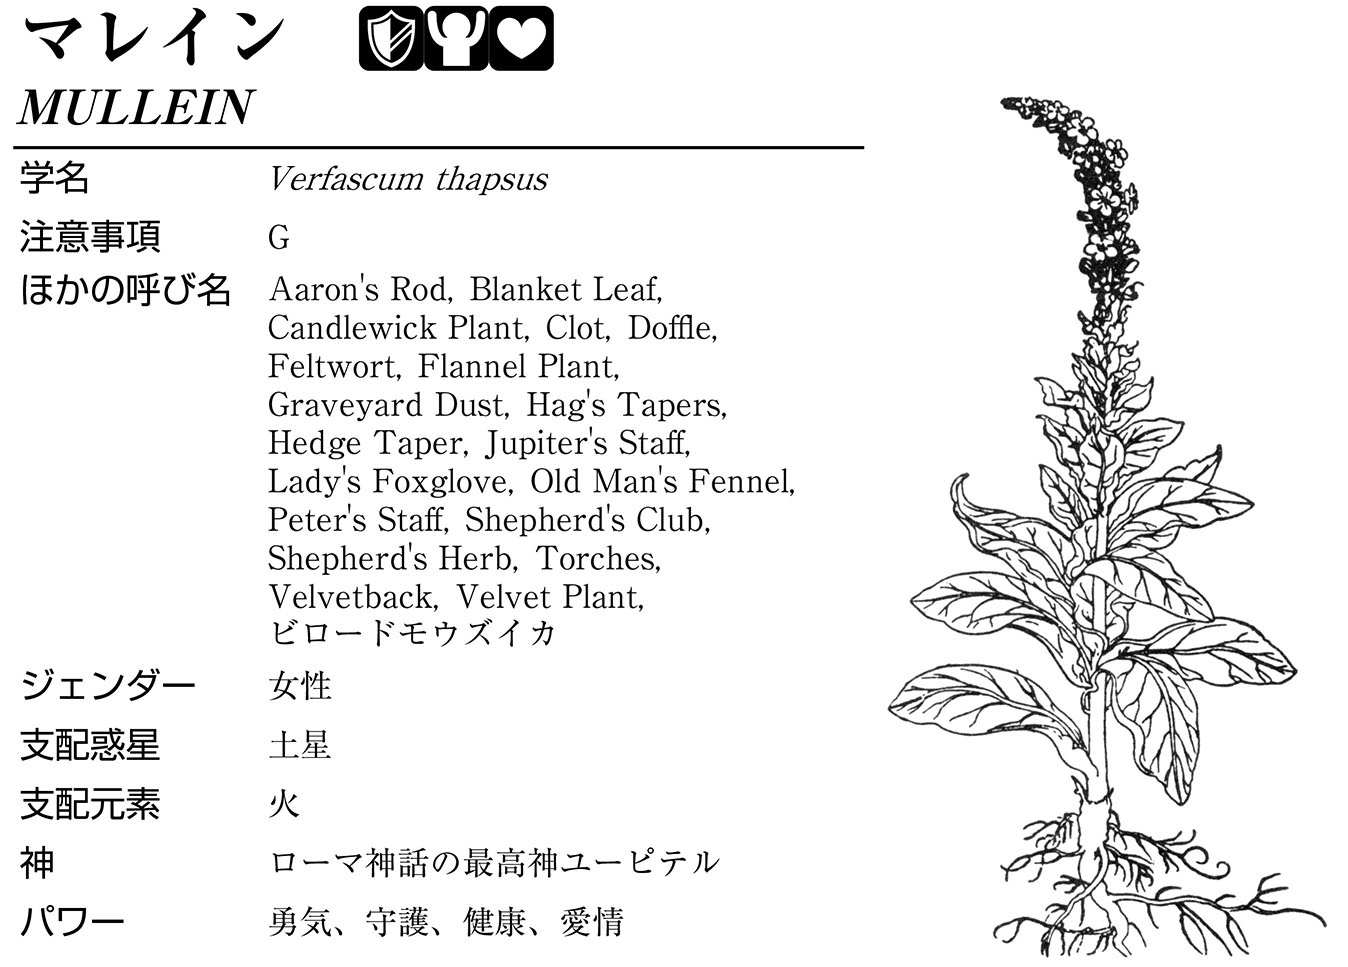 マレイン
MULLEIN
学名 Verfascum thapsus
注意事項 G
ほかの呼び名 Aaron's Rod, Blanket Leaf,
Candlewick Plant, Clot, Doffle,
Feltwort, Flannel Plant,
Graveyard Dust, Hag's Tapers,
Hedge Taper, Jupiter's Staff,
Lady's Foxglove, Old Man's Fennel,
Peter's Staff, Shepherd's Club,
Shepherd's Herb, Torches,
Velvetback, Velvet Plant,
ビロードモウズイカ
ジェンダー 女性
支配惑星 土星
支配元素 火
神 ローマ神話の最高神ユーピテル
パワー 勇気、守護、健康、愛情